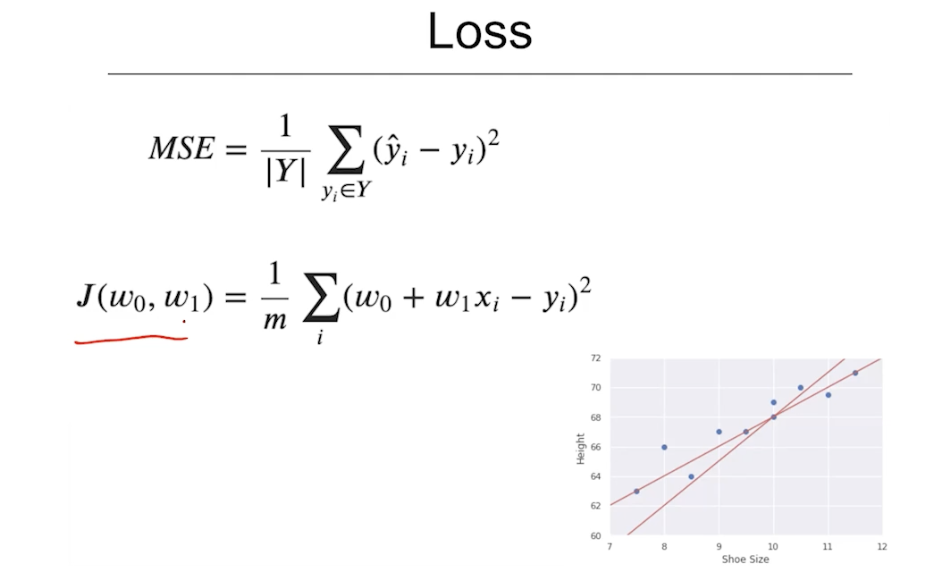 Loss
MSE = \frac{1}{|Y|} \sum_{y_i \in Y} (\hat{y}_i - y_i)^2
J(w_0, w_1) = \frac{1}{m} \sum_i (w_0 + w_1 x_i - y_i)^2
72
70
68
66
64
62
60
Height
7 8 9 10 11 12
Shoe Size